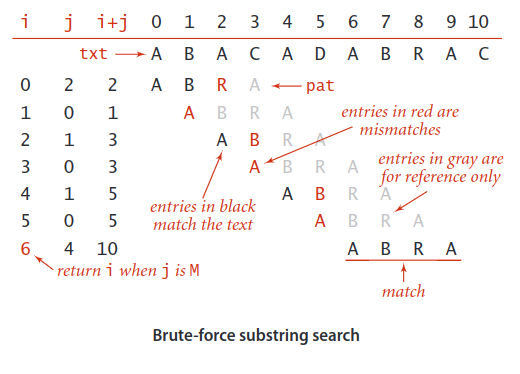 i j i+j 0 1 2 3 4 5 6 7 8 9 10
txt A B A C A D A B R A C
0 2 2 A B R A pat
1 0 1 A B R A
entries in red are
mismatches
2 1 3 A B R A
3 0 3 A B R A
entries in gray are
for reference only
4 1 5 A B R A
entries in black
match the text
5 0 5 A B R A
6 4 10 A B R A
return i when j is M
match
Brute-force substring search